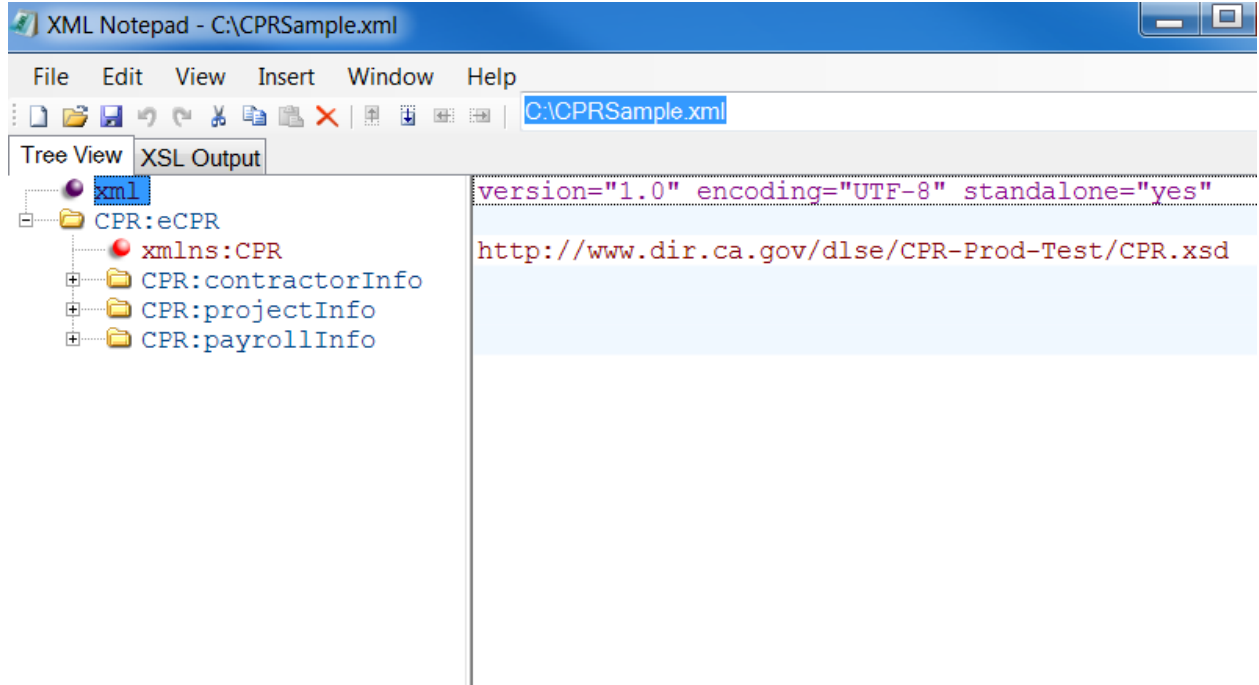 XML Notepad - C:\CPRSample.xml
File Edit View Insert Window Help
C:\CPRSample.xml
Tree View XSL Output
xml version="1.0" encoding="UTF-8" standalone="yes"
CPR:eCPR
xmlns:CPR http://www.dir.ca.gov/dlse/CPR-Prod-Test/CPR.xsd
CPR:contractorInfo
CPR:projectInfo
CPR:payrollInfo